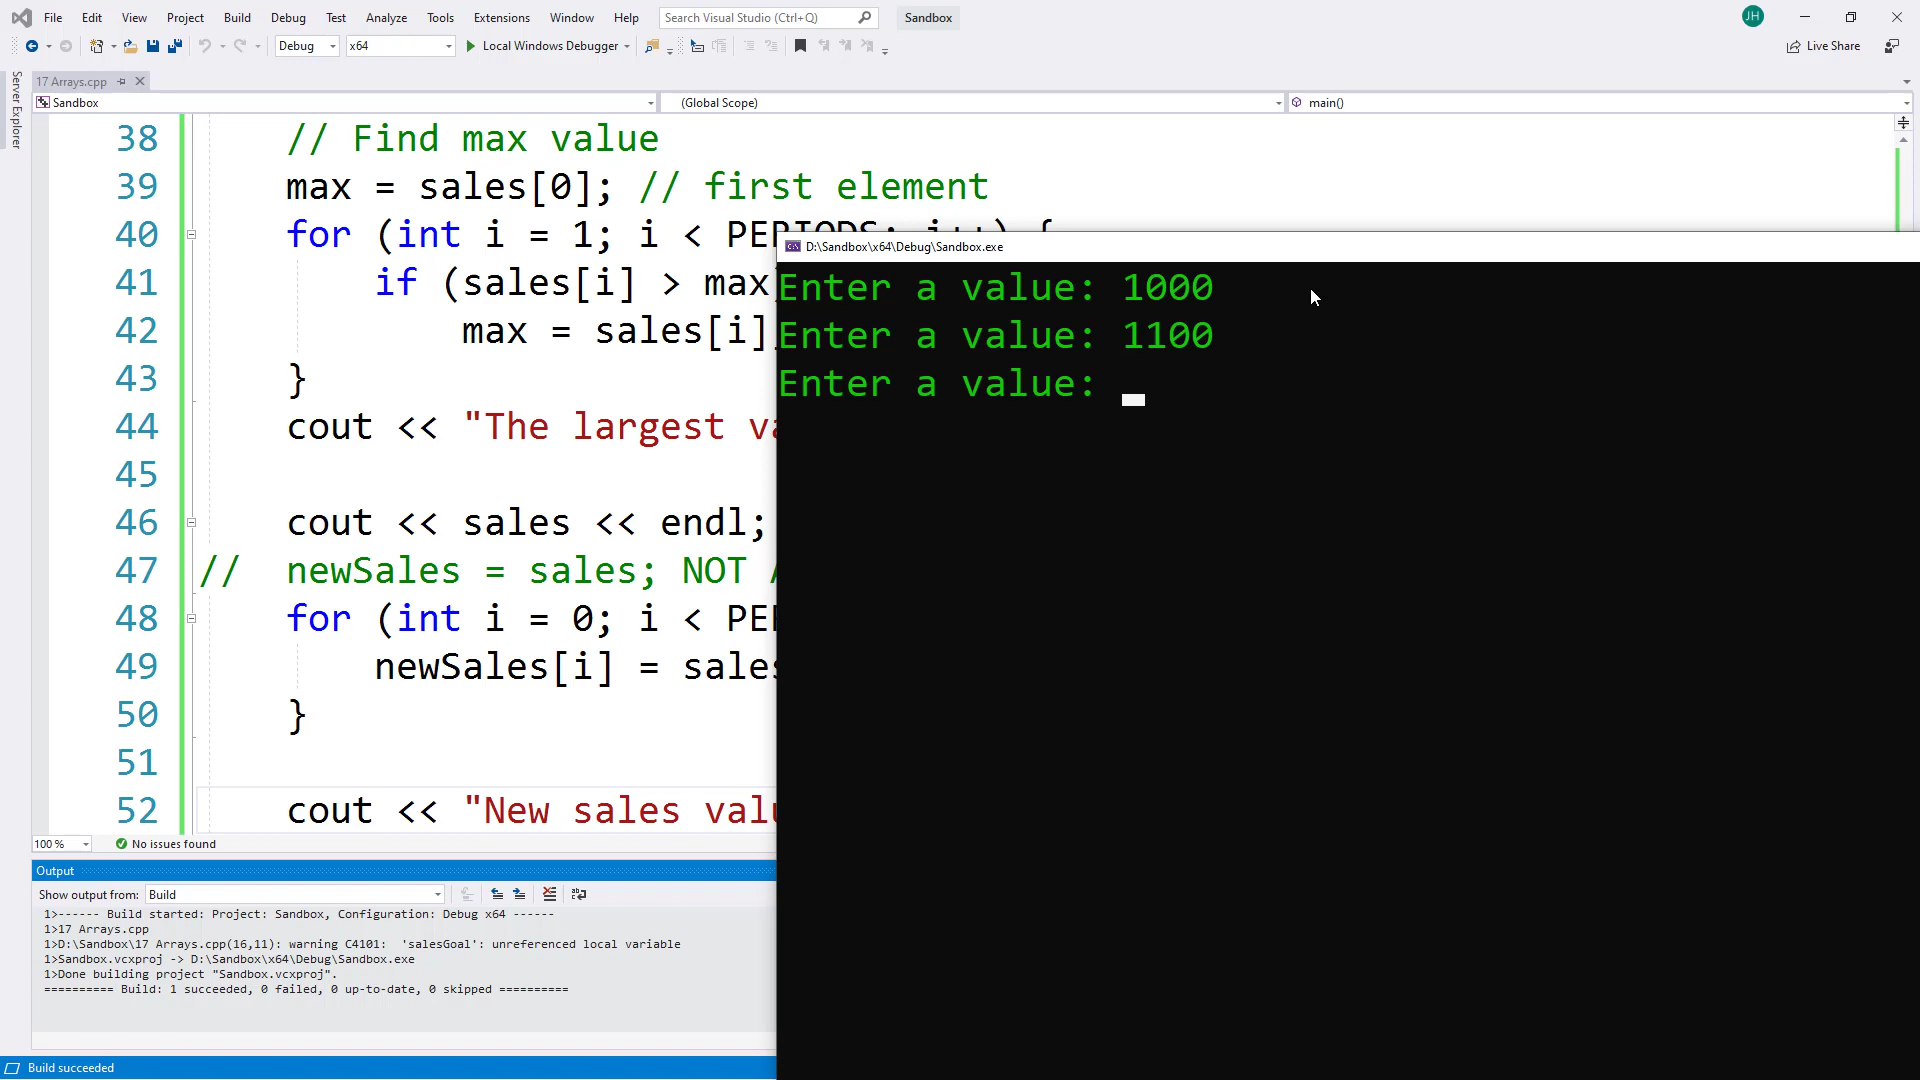 File Edit View Project Build Debug Test Analyze Tools Extensions Window Help Search Visual Studio (Ctrl+Q) Sandbox JH
Debug x64 Local Windows Debugger Live Share
Server Explorer
17 Arrays.cpp
Sandbox (Global Scope) main()
38 // Find max value
39 max = sales[0]; // first element
40 for (int i = 1; i < PERIODS; i++) {
41 if (sales[i] > max
42 max = sales[i]
43 }
44 cout << "The largest va
45
46 cout << sales << endl;
47 // newSales = sales; NOT
48 for (int i = 0; i < PE
49 newSales[i] = sales
50 }
51
52 cout << "New sales valu
D:\Sandbox\x64\Debug\Sandbox.exe
Enter a value: 1000
Enter a value: 1100
Enter a value:
100 % No issues found
Output
Show output from: Build
1>------ Build started: Project: Sandbox, Configuration: Debug x64 ------
1>17 Arrays.cpp
1>D:\Sandbox\17 Arrays.cpp(16,11): warning C4101: 'salesGoal': unreferenced local variable
1>Sandbox.vcxproj -> D:\Sandbox\x64\Debug\Sandbox.exe
1>Done building project "Sandbox.vcxproj".
========== Build: 1 succeeded, 0 failed, 0 up-to-date, 0 skipped ==========
Build succeeded